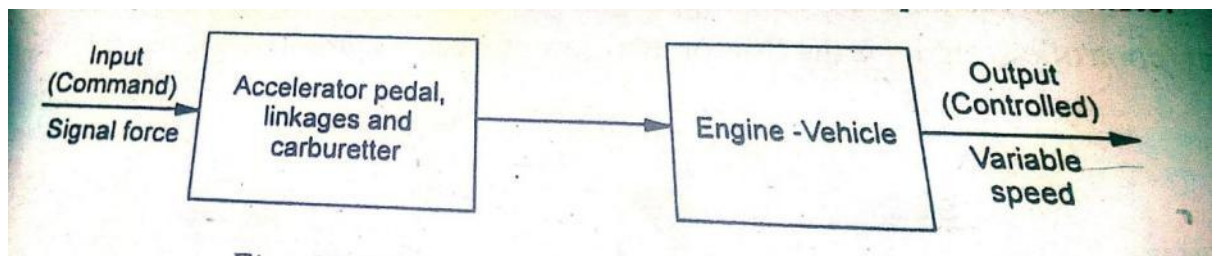 Input
(Command)
Signal force
Accelerator pedal,
linkages and
carburetter
Engine -Vehicle
Output
(Controlled)
Variable
speed